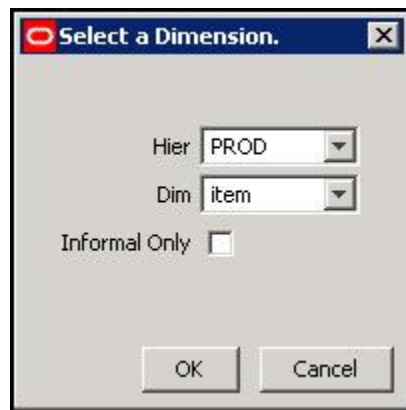 Select a Dimension.
Hier PROD
Dim item
Informal Only
OK Cancel